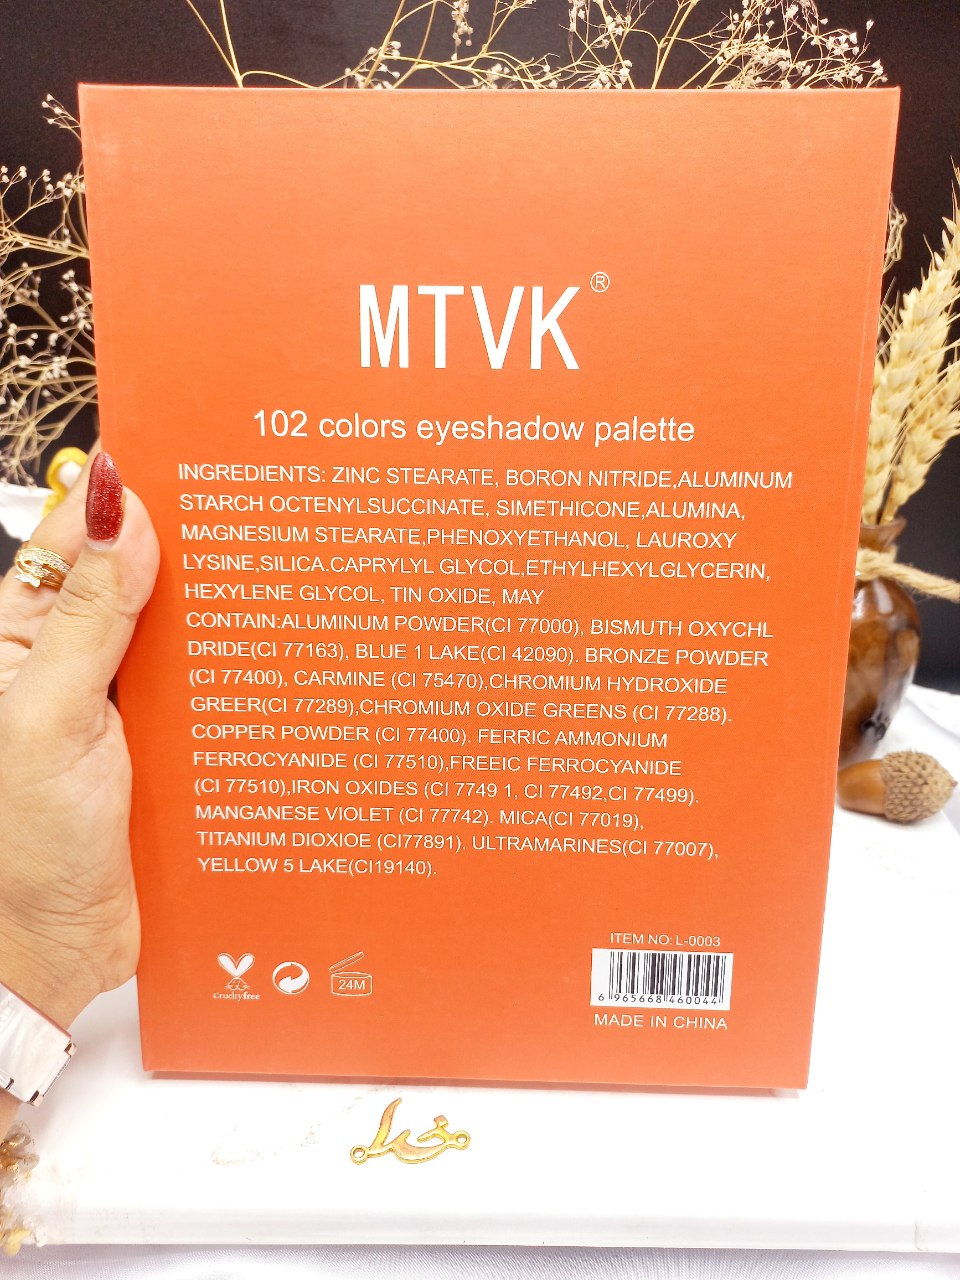 MTVK®
102 colors eyeshadow palette
INGREDIENTS: ZINC STEARATE, BORON NITRIDE,ALUMINUM
STARCH OCTENYLSUCCINATE, SIMETHICONE,ALUMINA,
MAGNESIUM STEARATE,PHENOXYETHANOL, LAUROXY
LYSINE,SILICA.CAPRYLYL GLYCOL,ETHYLHEXYLGLYCERIN,
HEXYLENE GLYCOL, TIN OXIDE, MAY
CONTAIN:ALUMINUM POWDER(CI 77000), BISMUTH OXYCHL
DRIDE(CI 77163), BLUE 1 LAKE(CI 42090). BRONZE POWDER
(CI 77400), CARMINE (CI 75470),CHROMIUM HYDROXIDE
GREER(CI 77289),CHROMIUM OXIDE GREENS (CI 77288).
COPPER POWDER (CI 77400). FERRIC AMMONIUM
FERROCYANIDE (CI 77510),FREEIC FERROCYANIDE
(CI 77510),IRON OXIDES (CI 7749 1, CI 77492,CI 77499).
MANGANESE VIOLET (CI 77742). MICA(CI 77019),
TITANIUM DIOXIOE (CI77891). ULTRAMARINES(CI 77007),
YELLOW 5 LAKE(CI19140).
Crueltyfree
24M
ITEM NO: L-0003
6 965668 460044
MADE IN CHINA